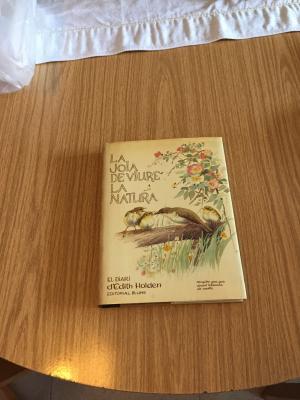 LA
JOIA
DE VIURE
LA
NATURA
EL DIARI
d'Edith Holden
EDITORIAL BLUME